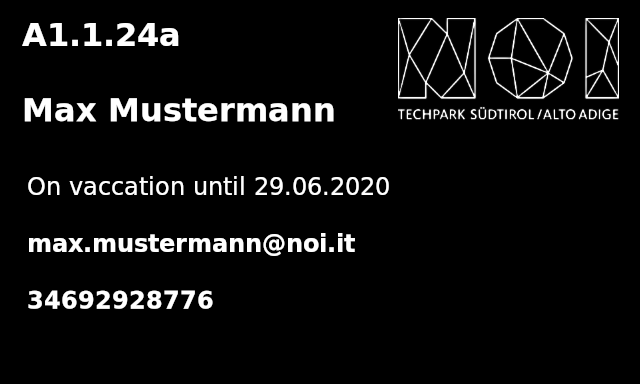 A1.1.24a
NOI
TECHPARK SÜDTIROL / ALTO ADIGE
Max Mustermann
On vaccation until 29.06.2020
max.mustermann@noi.it
34692928776